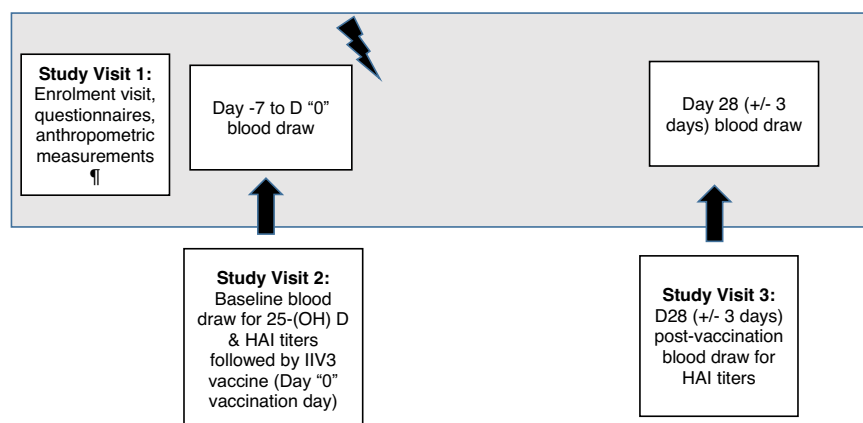 Study Visit 1:
Enrolment visit,
questionnaires,
anthropometric
measurements
¶
Day -7 to D “0”
blood draw
Day 28 (+/- 3
days) blood draw
Study Visit 2:
Baseline blood
draw for 25-(OH) D
& HAI titers
followed by IIV3
vaccine (Day “0”
vaccination day)
Study Visit 3:
D28 (+/- 3 days)
post-vaccination
blood draw for
HAI titers